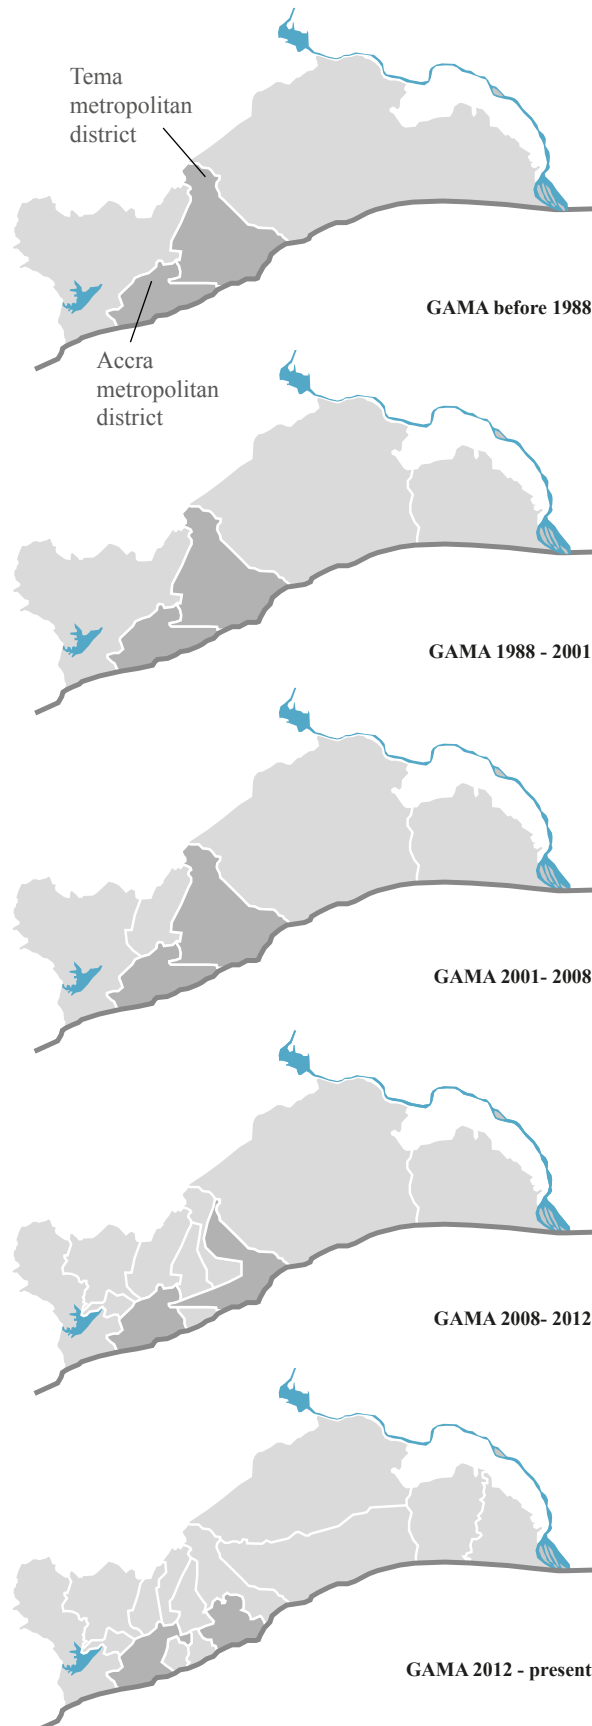 Tema
metropolitan
district
GAMA before 1988
Accra
metropolitan
district
GAMA 1988 - 2001
GAMA 2001- 2008
GAMA 2008- 2012
GAMA 2012 - present